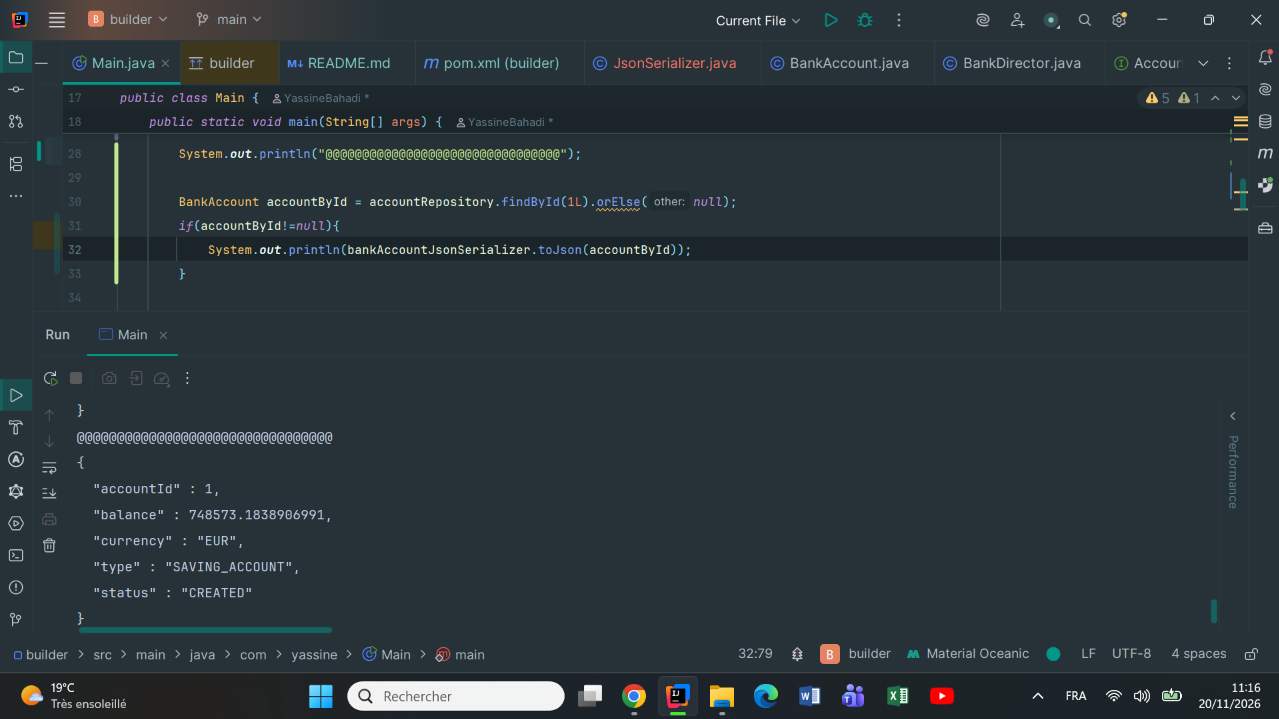 B builder main Current File
Main.java builder README.md pom.xml (builder) JsonSerializer.java BankAccount.java BankDirector.java Accour
17 public class Main { YassineBahadi * 5 1
18 public static void main(String[] args) { YassineBahadi *
28 System.out.println("@@@@@@@@@@@@@@@@@@@@@@@@@@@@@@@@");
29
30 BankAccount accountById = accountRepository.findById(1L).orElse( other: null);
31 if(accountById!=null){
32 System.out.println(bankAccountJsonSerializer.toJson(accountById));
33 }
34
Run Main
}
@@@@@@@@@@@@@@@@@@@@@@@@@@@@@@@@
{
"accountId" : 1,
"balance" : 748573.1838906991,
"currency" : "EUR",
"type" : "SAVING_ACCOUNT",
"status" : "CREATED"
}
Performance
builder > src > main > java > com > yassine > Main > main 32:79 B builder Material Oceanic LF UTF-8 4 spaces
19°C
Très ensoleillé
Rechercher
FRA
11:16
20/11/2026